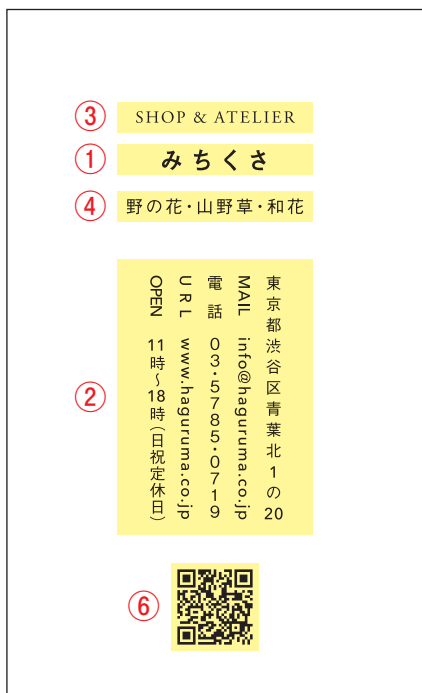 ③ SHOP & ATELIER
① みちくさ
④ 野の花・山野草・和花
②
東京都渋谷区青葉北1の20
MAIL info@haguruma.co.jp
電話 03・5785・0719
URL www.haguruma.co.jp
OPEN 11時〜18時(日祝定休日)
⑥